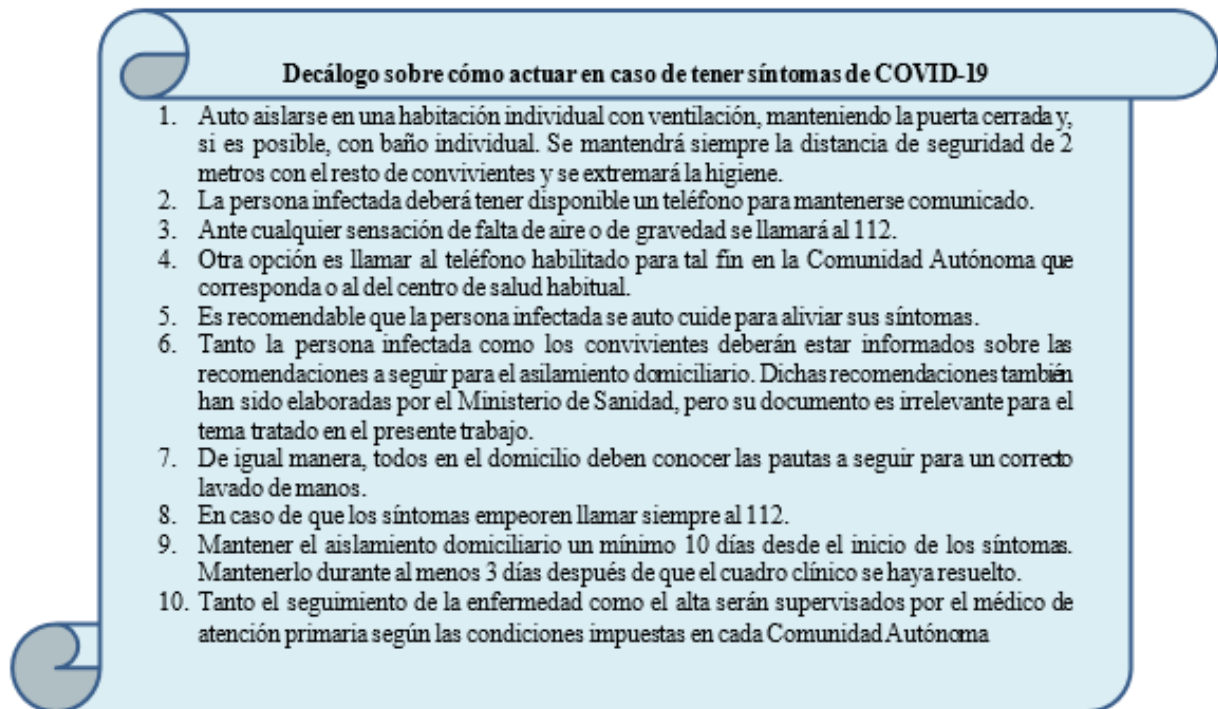 Decálogo sobre cómo actuar en caso de tener síntomas de COVID-19
1. Auto aislarse en una habitación individual con ventilación, manteniendo la puerta cerrada y,
si es posible, con baño individual. Se mantendrá siempre la distancia de seguridad de 2
metros con el resto de convivientes y se extremará la higiene.
2. La persona infectada deberá tener disponible un teléfono para mantenerse comunicado.
3. Ante cualquier sensación de falta de aire o de gravedad se llamará al 112.
4. Otra opción es llamar al teléfono habilitado para tal fin en la Comunidad Autónoma que
corresponda o al del centro de salud habitual.
5. Es recomendable que la persona infectada se auto cuide para aliviar sus síntomas.
6. Tanto la persona infectada como los convivientes deberán estar informados sobre las
recomendaciones a seguir para el asilamiento domiciliario. Dichas recomendaciones también
han sido elaboradas por el Ministerio de Sanidad, pero su documento es irrelevante para el
tema tratado en el presente trabajo.
7. De igual manera, todos en el domicilio deben conocer las pautas a seguir para un correcto
lavado de manos.
8. En caso de que los síntomas empeoren llamar siempre al 112.
9. Mantener el aislamiento domiciliario un mínimo 10 días desde el inicio de los síntomas.
Mantenerlo durante al menos 3 días después de que el cuadro clínico se haya resuelto.
10. Tanto el seguimiento de la enfermedad como el alta serán supervisados por el médico de
atención primaria según las condiciones impuestas en cada Comunidad Autónoma